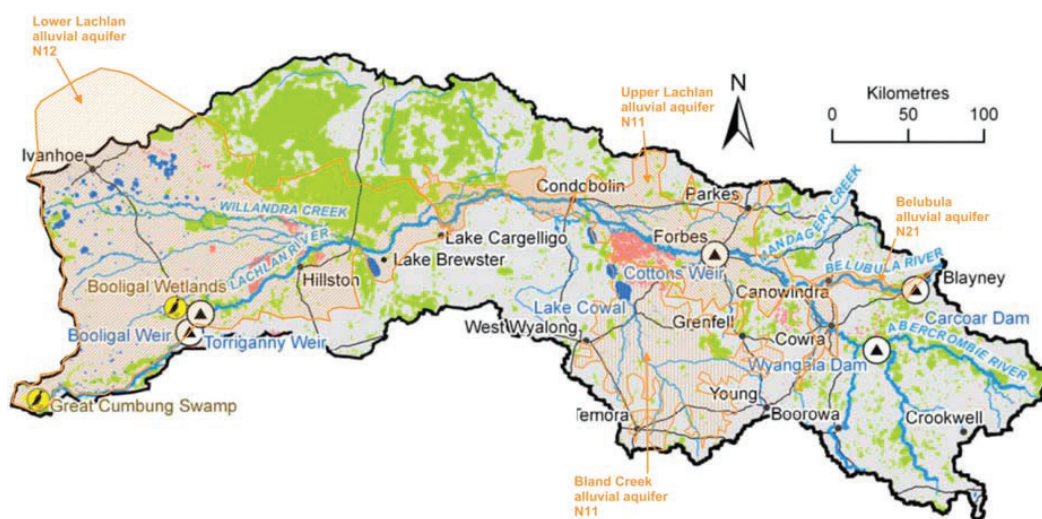 Lower Lachlan
alluvial aquifer
N12
Upper Lachlan
alluvial aquifer
N11
N
Kilometres
0 50 100
Ivanhoe
WILLANDRA CREEK
LACHLAN RIVER
Condobolin
Parkes
MANDAGERY CREEK
Belubula
alluvial aquifer
N21
Forbes
Lake Cargelligo
Lake Brewster
Hillston
Cottons Weir
BELUBULA RIVER
Blayney
Booligal Wetlands
Canowindra
Carcoar Dam
Lake Cowal
Booligal Weir
Torriganny Weir
West Wyalong
Grenfell
Cowra
ABERCROMBIE RIVER
Wyangala Dam
Great Cumbung Swamp
Young
Temora
Boorowa
Crookwell
Bland Creek
alluvial aquifer
N11